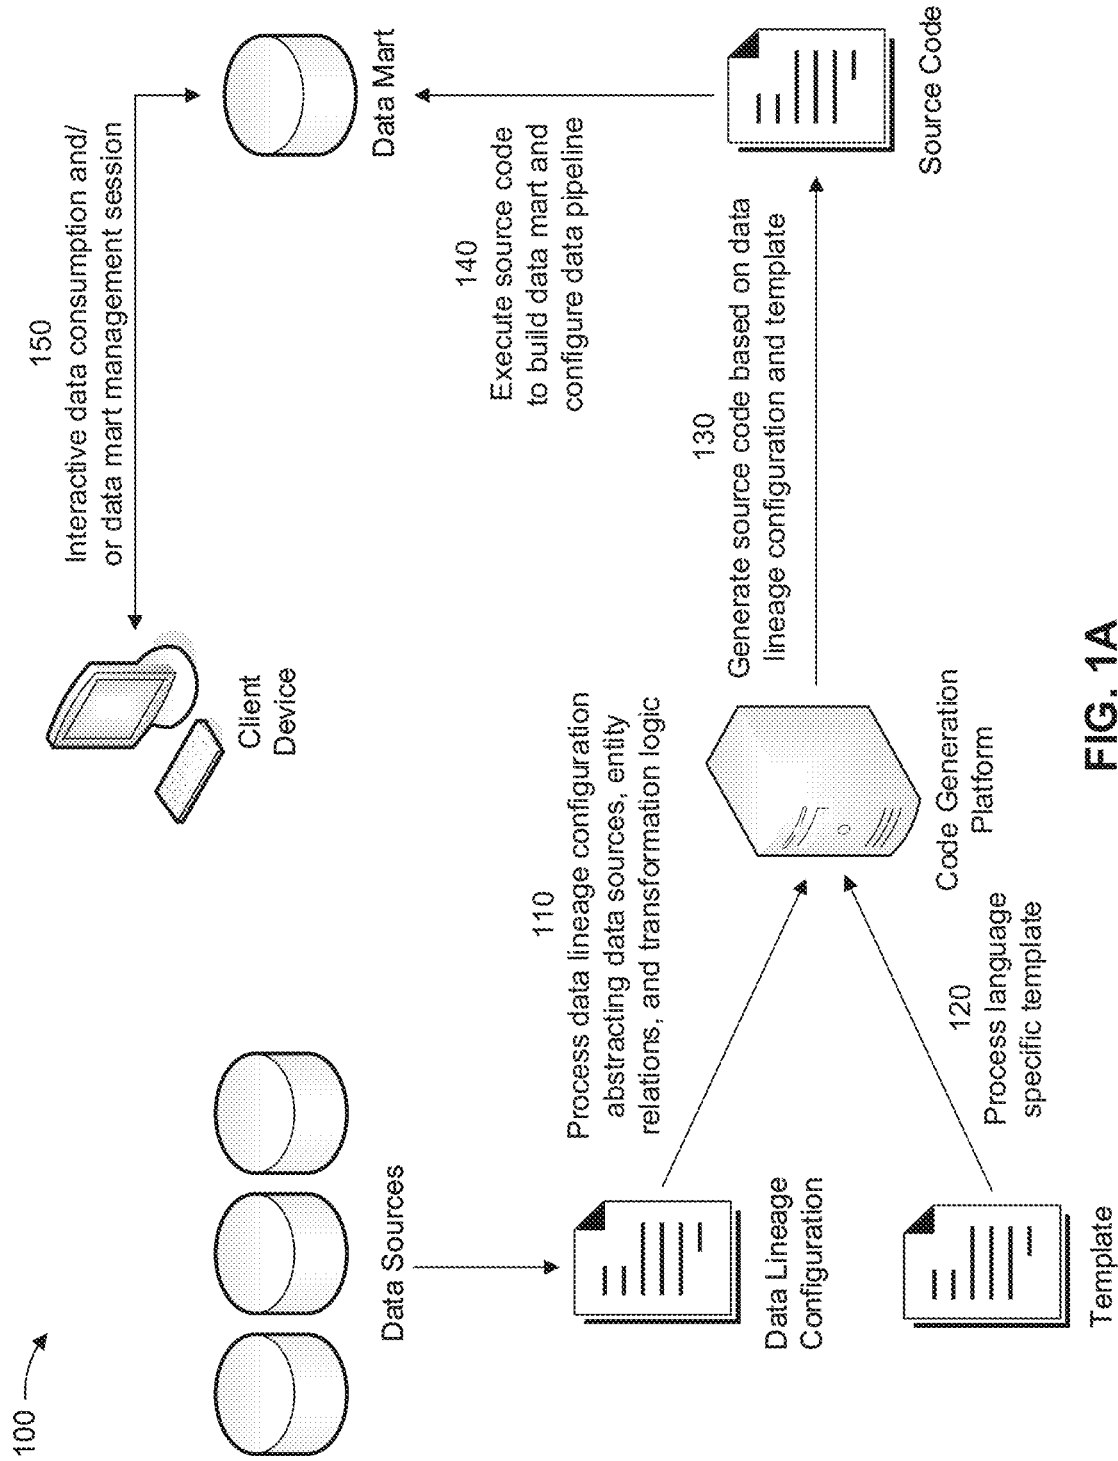 100
Data Sources
Data Lineage
Configuration
Template
110
Process data lineage configuration
abstracting data sources, entity
relations, and transformation logic
120
Process language
specific template
Code Generation
Platform
130
Generate source code based on data
lineage configuration and template
Source Code
140
Execute source code
to build data mart and
configure data pipeline
Data Mart
150
Interactive data consumption and/
or data mart management session
Client
Device
FIG. 1A